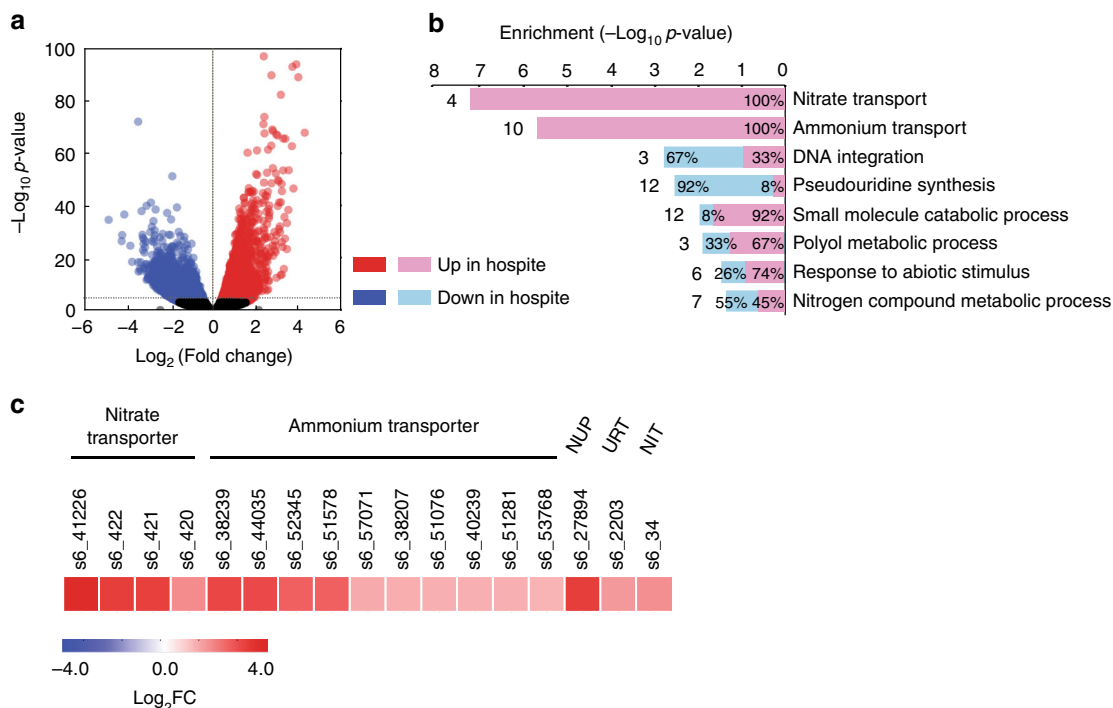 a
100
80
60
40
20
0
−Log10 p-value
−6
−4
−2
0
2
4
6
Log2 (Fold change)
Up in hospite
Down in hospite
b
Enrichment (−Log10 p-value)
8 7 6 5 4 3 2 1 0
4 100% Nitrate transport
10 100% Ammonium transport
3 67% 33% DNA integration
12 92% 8% Pseudouridine synthesis
12 8% 92% Small molecule catabolic process
3 33% 67% Polyol metabolic process
6 26% 74% Response to abiotic stimulus
7 55% 45% Nitrogen compound metabolic process
c
Nitrate
transporter
Ammonium transporter
NUP
URT
NIT
s6_41226
s6_422
s6_421
s6_420
s6_38239
s6_44035
s6_52345
s6_51578
s6_57071
s6_38207
s6_51076
s6_40239
s6_51281
s6_53768
s6_27894
s6_2203
s6_34
−4.0 0.0 4.0
Log2FC